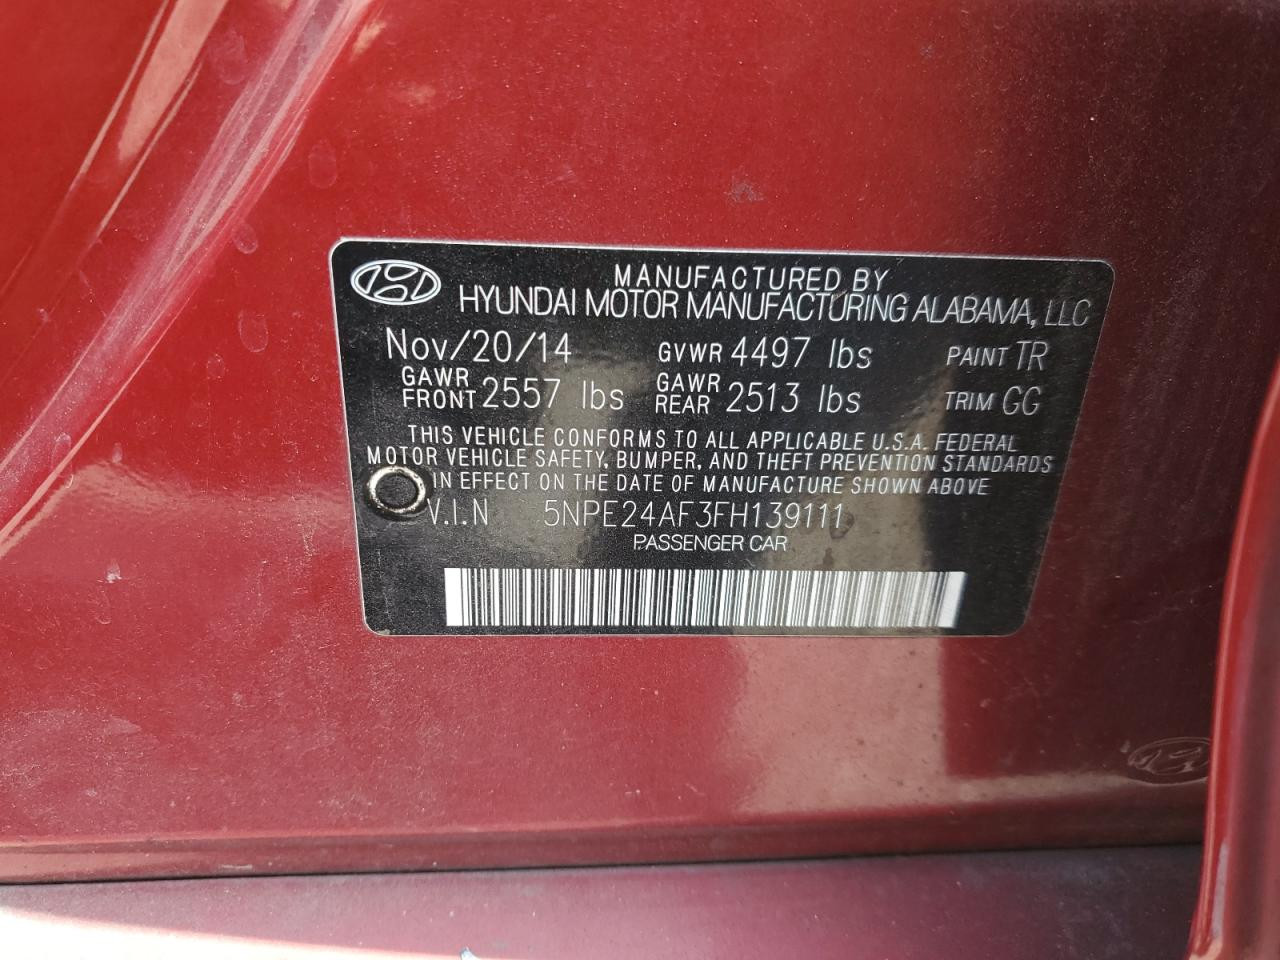 MANUFACTURED BY
HYUNDAI MOTOR MANUFACTURING ALABAMA, LLC
Nov/20/14 GVWR 4497 lbs PAINT TR
GAWR FRONT 2557 lbs GAWR REAR 2513 lbs TRIM GG
THIS VEHICLE CONFORMS TO ALL APPLICABLE U.S.A. FEDERAL
MOTOR VEHICLE SAFETY, BUMPER, AND THEFT PREVENTION STANDARDS
IN EFFECT ON THE DATE OF MANUFACTURE SHOWN ABOVE
V.I.N 5NPE24AF3FH139111
PASSENGER CAR